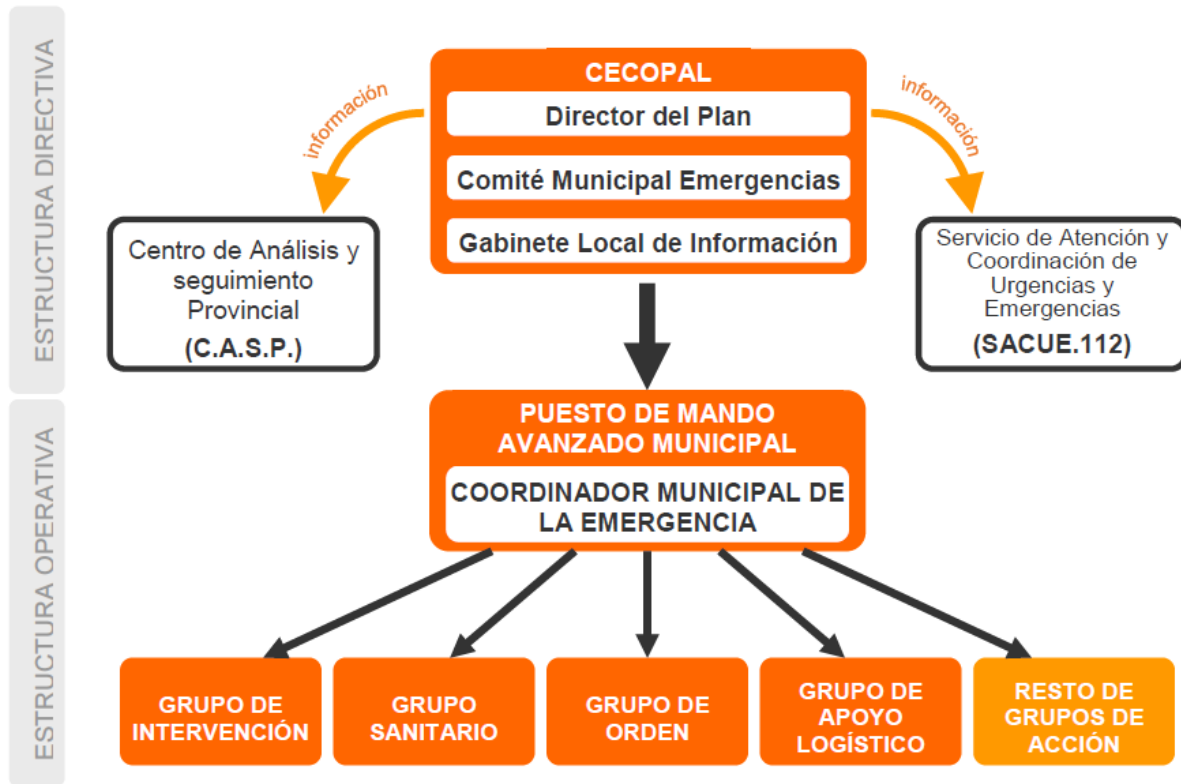 ESTRUCTURA DIRECTIVA
CECOPAL
Director del Plan
Comité Municipal Emergencias
Gabinete Local de Información
información
información
Centro de Análisis y
seguimiento
Provincial
(C.A.S.P.)
Servicio de Atención y
Coordinación de
Urgencias y
Emergencias
(SACUE.112)
ESTRUCTURA OPERATIVA
PUESTO DE MANDO
AVANZADO MUNICIPAL
COORDINADOR MUNICIPAL DE
LA EMERGENCIA
GRUPO DE
INTERVENCIÓN
GRUPO
SANITARIO
GRUPO DE
ORDEN
GRUPO DE
APOYO
LOGÍSTICO
RESTO DE
GRUPOS DE
ACCIÓN